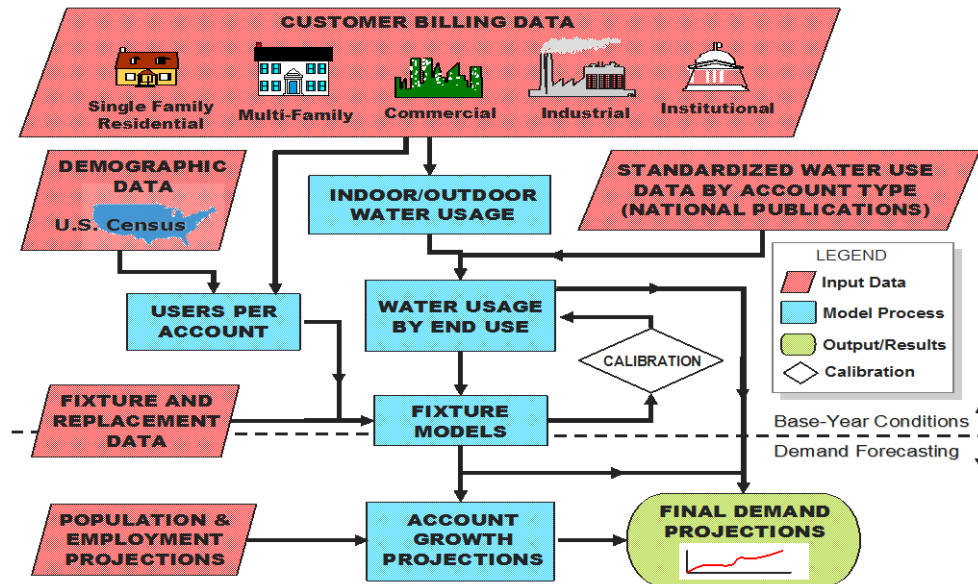 CUSTOMER BILLING DATA
Single Family
Residential
Multi-Family
Commercial
Industrial
Institutional
DEMOGRAPHIC
DATA
U.S. Census
INDOOR/OUTDOOR
WATER USAGE
STANDARDIZED WATER USE
DATA BY ACCOUNT TYPE
(NATIONAL PUBLICATIONS)
LEGEND
Input Data
Model Process
Output/Results
Calibration
USERS PER
ACCOUNT
WATER USAGE
BY END USE
CALIBRATION
FIXTURE AND
REPLACEMENT
DATA
FIXTURE
MODELS
Base-Year Conditions
Demand Forecasting
POPULATION &
EMPLOYMENT
PROJECTIONS
ACCOUNT
GROWTH
PROJECTIONS
FINAL DEMAND
PROJECTIONS